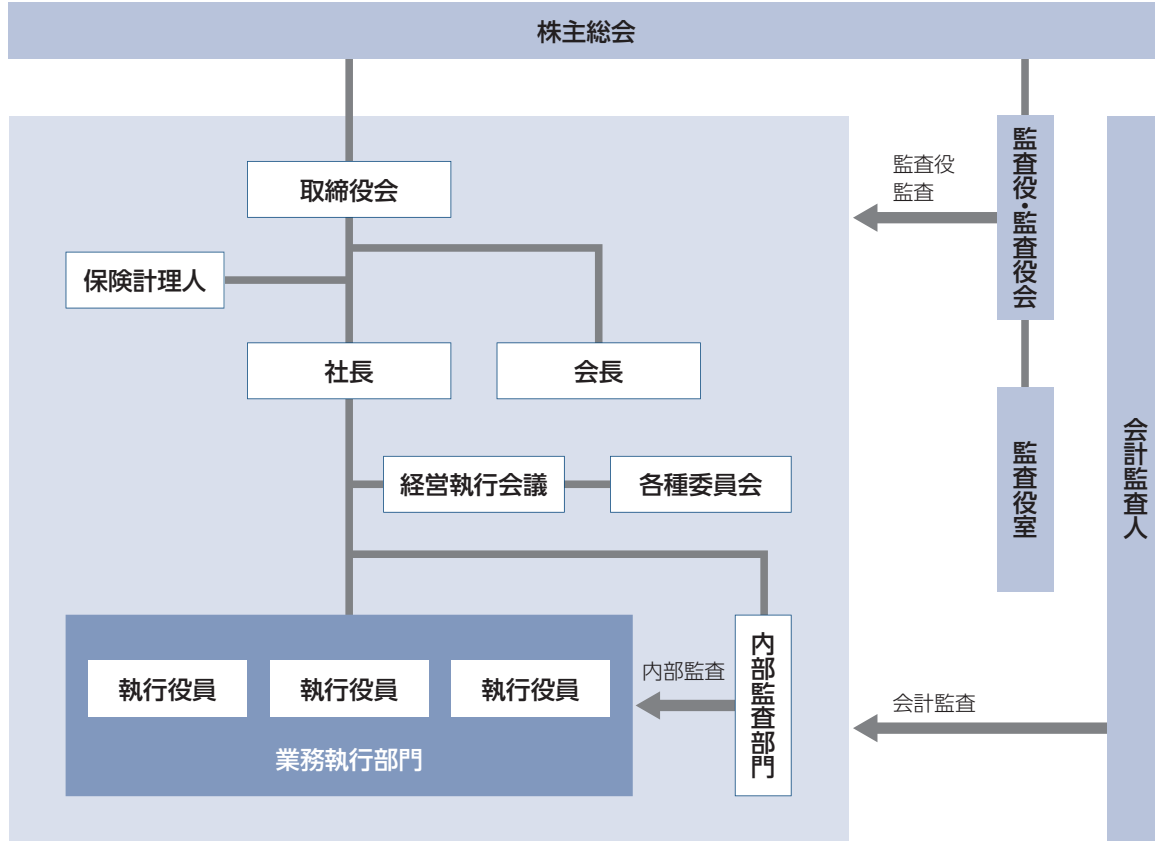 株主総会
取締役会
保険計理人
社長
会長
経営執行会議
各種委員会
執行役員
執行役員
執行役員
業務執行部門
内部監査
内部監査部門
監査役
監査
監査役・監査役会
監査役室
会計監査
会計監査人